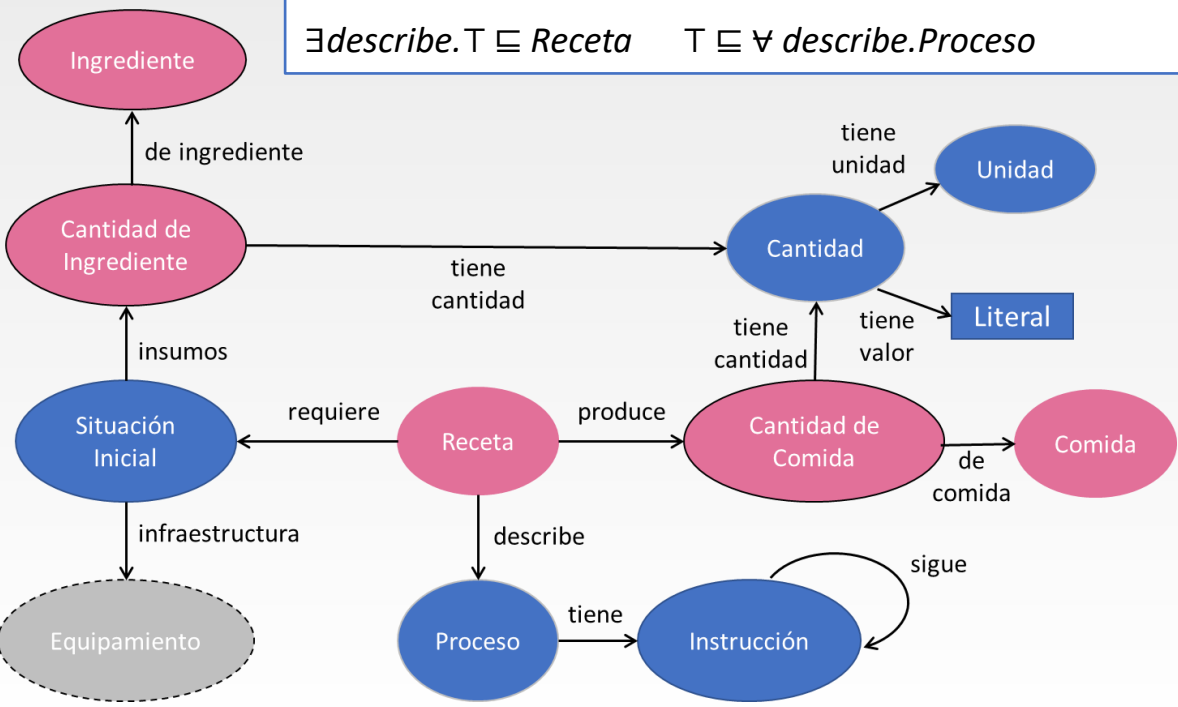 ∃describe.⊤ ⊑ Receta ⊤ ⊑ ∀ describe.Proceso
Ingrediente
de ingrediente
tiene
unidad
Unidad
Cantidad de
Ingrediente
Cantidad
tiene
cantidad
Literal
tiene
cantidad
tiene
valor
insumos
Situación
Inicial
requiere
Receta
produce
Cantidad de
Comida
de
comida
Comida
infraestructura
describe
sigue
Equipamiento
Proceso
tiene
Instrucción